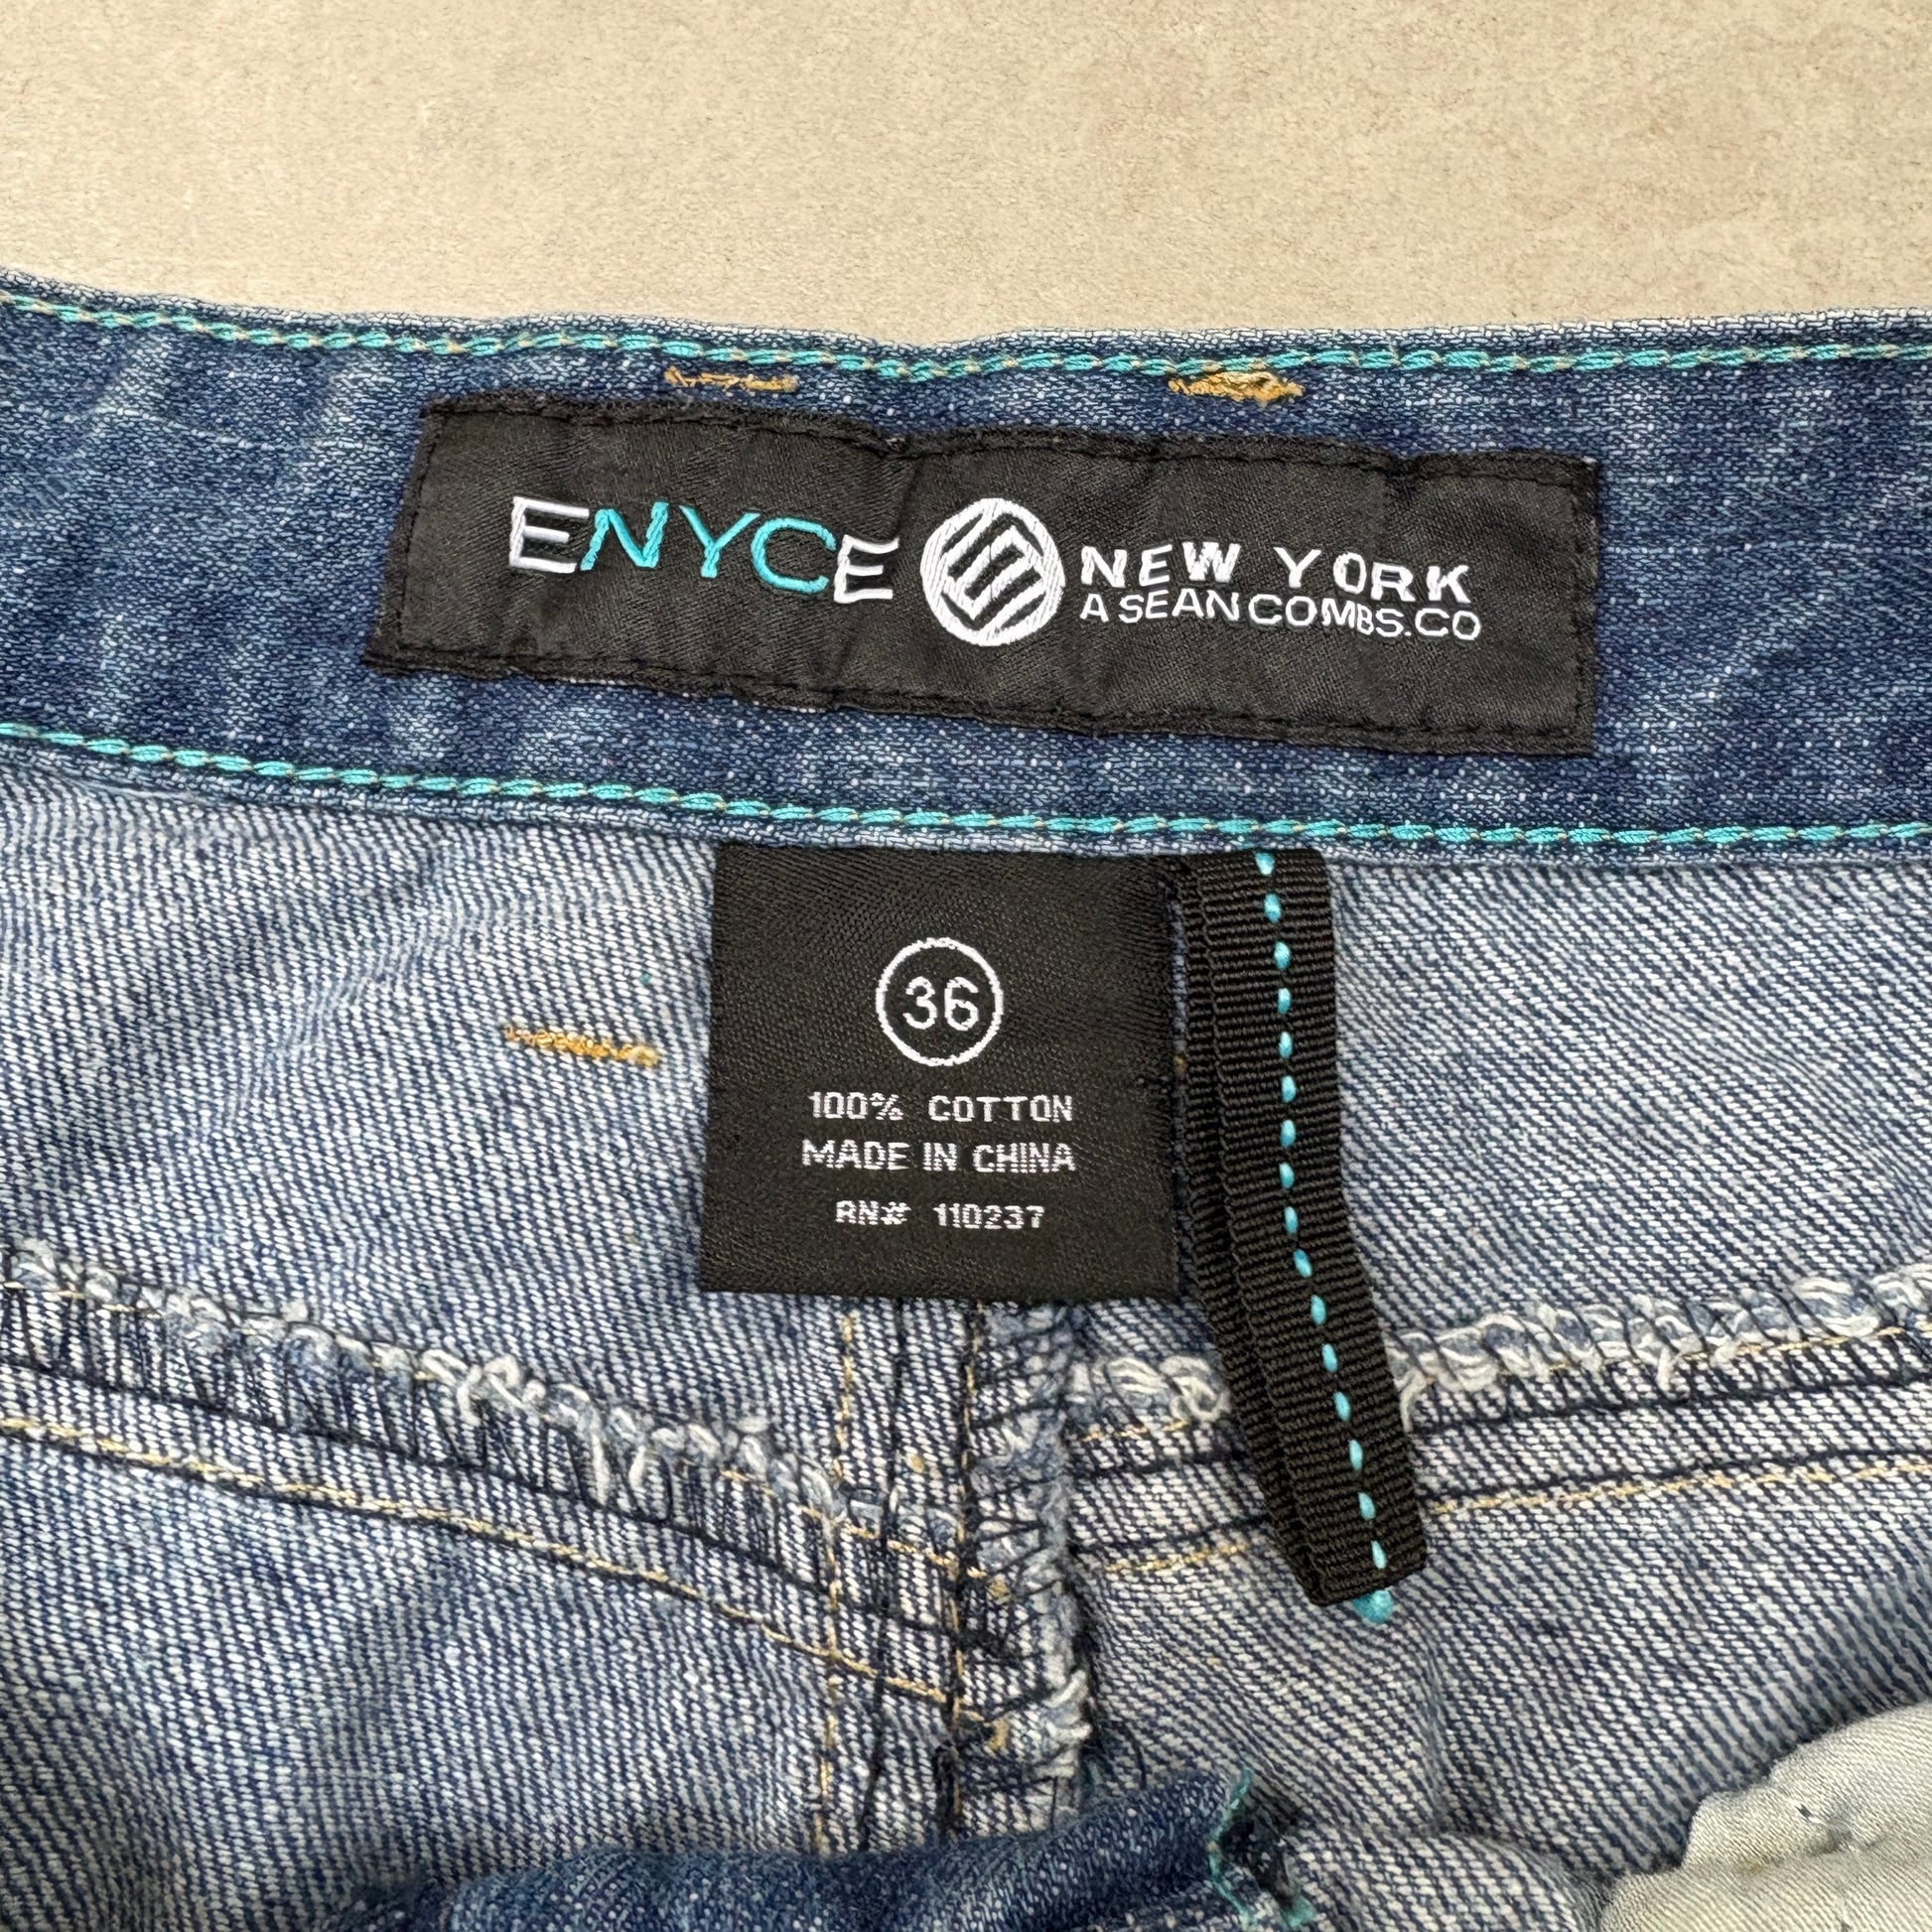 ENYCE
NEW YORK
A SEAN COMBS.CO
36
100% COTTON
MADE IN CHINA
RN# 110237